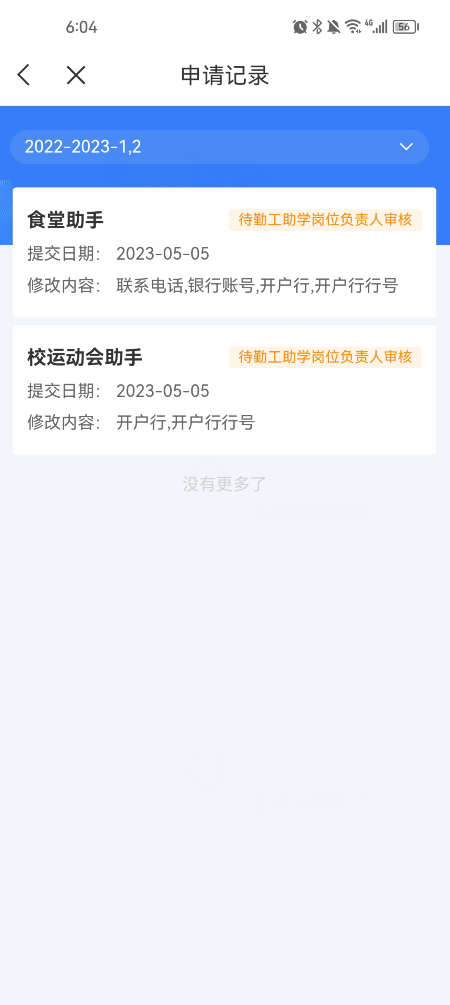 6:04
4G
56
申请记录
2022-2023-1,2
食堂助手
待勤工助学岗位负责人审核
提交日期： 2023-05-05
修改内容： 联系电话,银行账号,开户行,开户行行号
校运动会助手
待勤工助学岗位负责人审核
提交日期： 2023-05-05
修改内容： 开户行,开户行行号
没有更多了